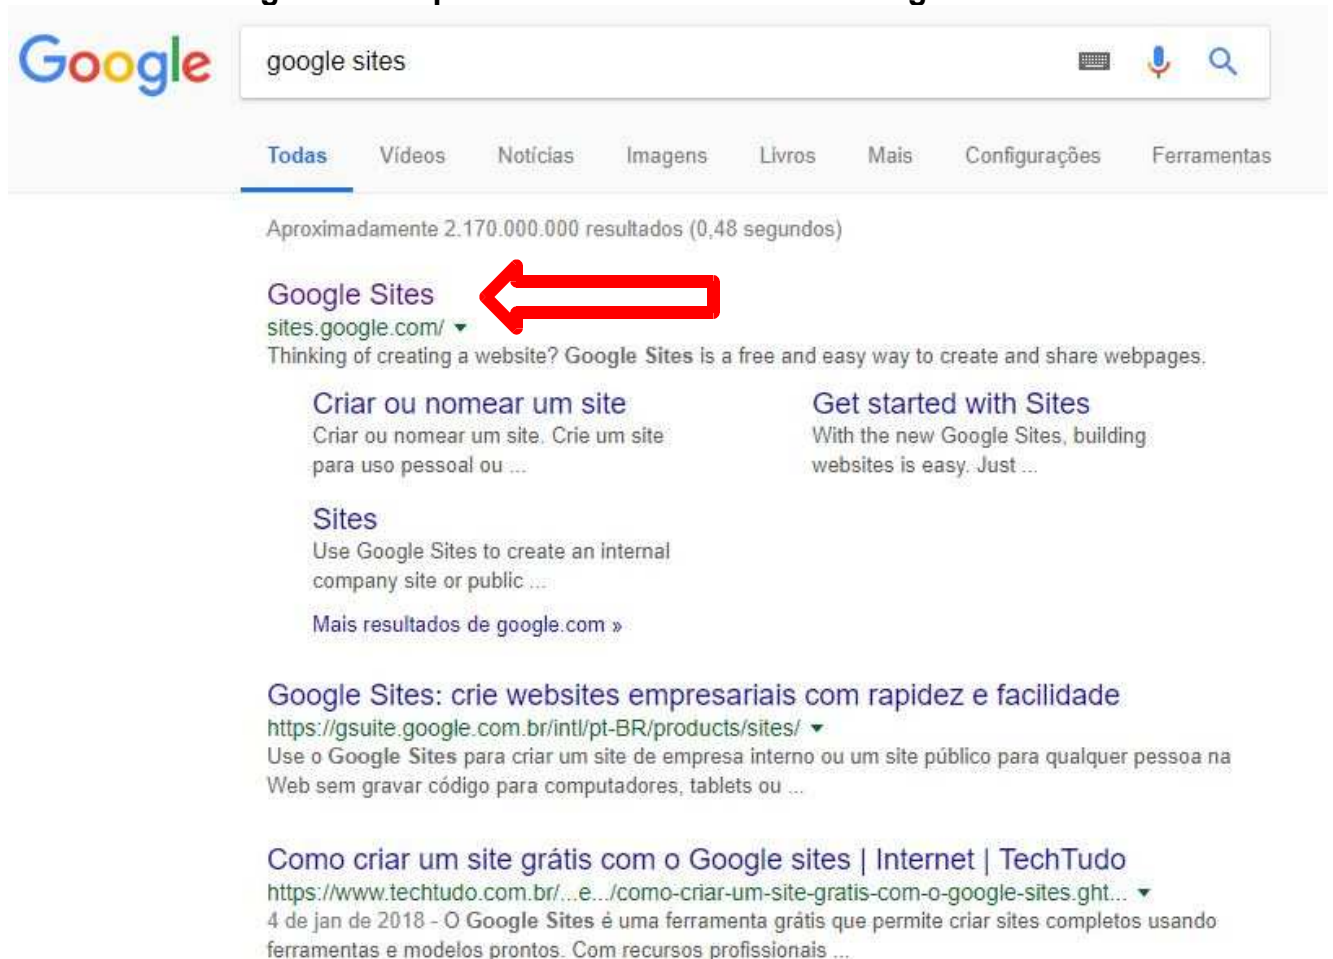 Google
google sites
Todas Vídeos Notícias Imagens Livros Mais Configurações Ferramentas
Aproximadamente 2.170.000.000 resultados (0,48 segundos)
Google Sites
sites.google.com/
Thinking of creating a website? Google Sites is a free and easy way to create and share webpages.
Criar ou nomear um site
Criar ou nomear um site. Crie um site
para uso pessoal ou ...
Get started with Sites
With the new Google Sites, building
websites is easy. Just ...
Sites
Use Google Sites to create an internal
company site or public ...
Mais resultados de google.com »
Google Sites: crie websites empresariais com rapidez e facilidade
https://gsuite.google.com.br/intl/pt-BR/products/sites/
Use o Google Sites para criar um site de empresa interno ou um site público para qualquer pessoa na
Web sem gravar código para computadores, tablets ou ...
Como criar um site grátis com o Google sites | Internet | TechTudo
https://www.techtudo.com.br/...e.../como-criar-um-site-gratis-com-o-google-sites.ght...
4 de jan de 2018 - O Google Sites é uma ferramenta grátis que permite criar sites completos usando
ferramentas e modelos prontos. Com recursos profissionais ...